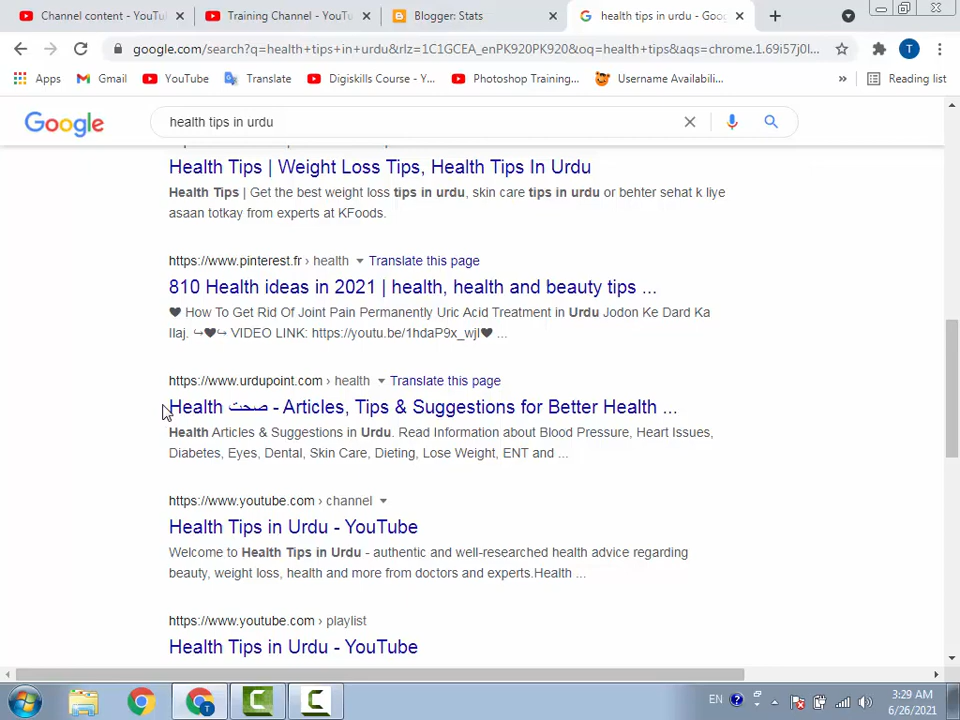 Channel content - YouTu
Training Channel - YouTu
Blogger: Stats
health tips in urdu - Goo
google.com/search?q=health+tips+in+urdu&rlz=1C1GCEA_enPK920PK920&oq=health+tips&aqs=chrome.1.69i57j0l...
T
Apps
Gmail
YouTube
Translate
Digiskills Course - Y...
Photoshop Training...
Username Availabili...
»
Reading list
Google
health tips in urdu
Health Tips | Weight Loss Tips, Health Tips In Urdu
Health Tips | Get the best weight loss tips in urdu, skin care tips in urdu or behter sehat k liye
asaan totkay from experts at KFoods.
https://www.pinterest.fr › health
Translate this page
810 Health ideas in 2021 | health, health and beauty tips ...
♥ How To Get Rid Of Joint Pain Permanently Uric Acid Treatment in Urdu Jodon Ke Dard Ka
Ilaj. ↪♥↪ VIDEO LINK: https://youtu.be/1hdaP9x_wjI♥ ...
https://www.urdupoint.com › health
Translate this page
Health صحت - Articles, Tips & Suggestions for Better Health ...
Health Articles & Suggestions in Urdu. Read Information about Blood Pressure, Heart Issues,
Diabetes, Eyes, Dental, Skin Care, Dieting, Lose Weight, ENT and ...
https://www.youtube.com › channel
Health Tips in Urdu - YouTube
Welcome to Health Tips in Urdu - authentic and well-researched health advice regarding
beauty, weight loss, health and more from doctors and experts.Health ...
https://www.youtube.com › playlist
Health Tips in Urdu - YouTube
EN
3:29 AM
6/26/2021